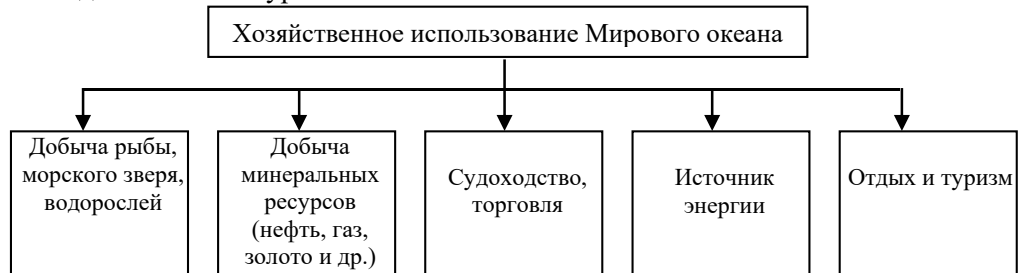 Хозяйственное использование Мирового океана
Добыча рыбы,
морского зверя,
водорослей
Добыча
минеральных
ресурсов
(нефть, газ,
золото и др.)
Судоходство,
торговля
Источник
энергии
Отдых и туризм